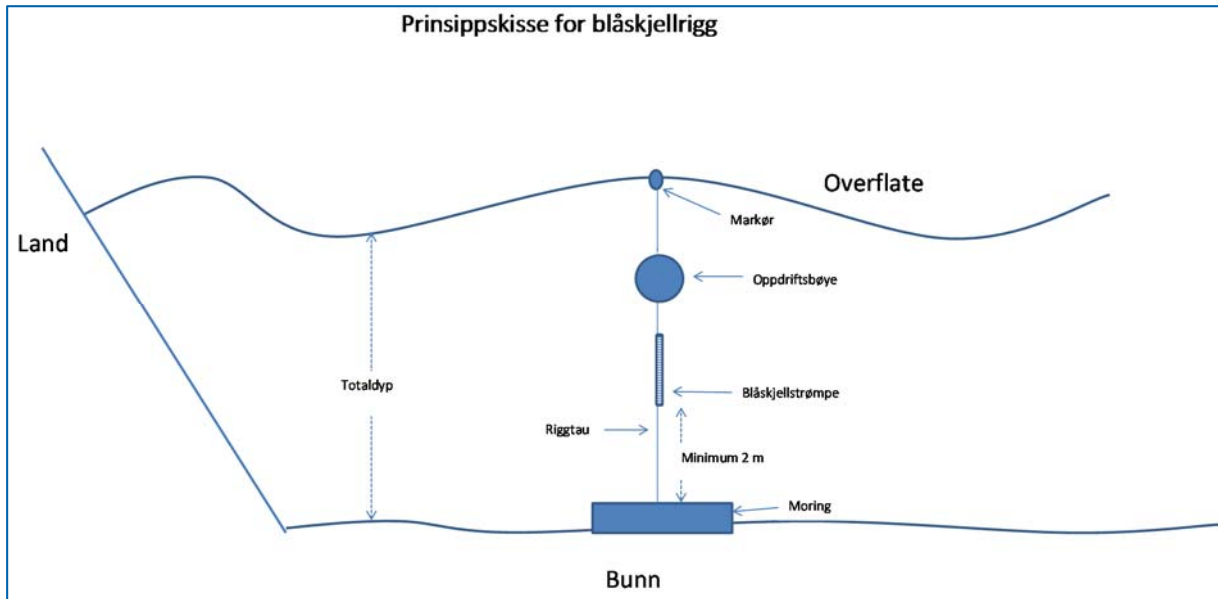 Prinsippskisse for blåskjellrigg
Overflate
Markør
Land
Oppdriftsbøye
Totaldyp
Blåskjellstrømpe
Riggtau
Minimum 2 m
Moring
Bunn